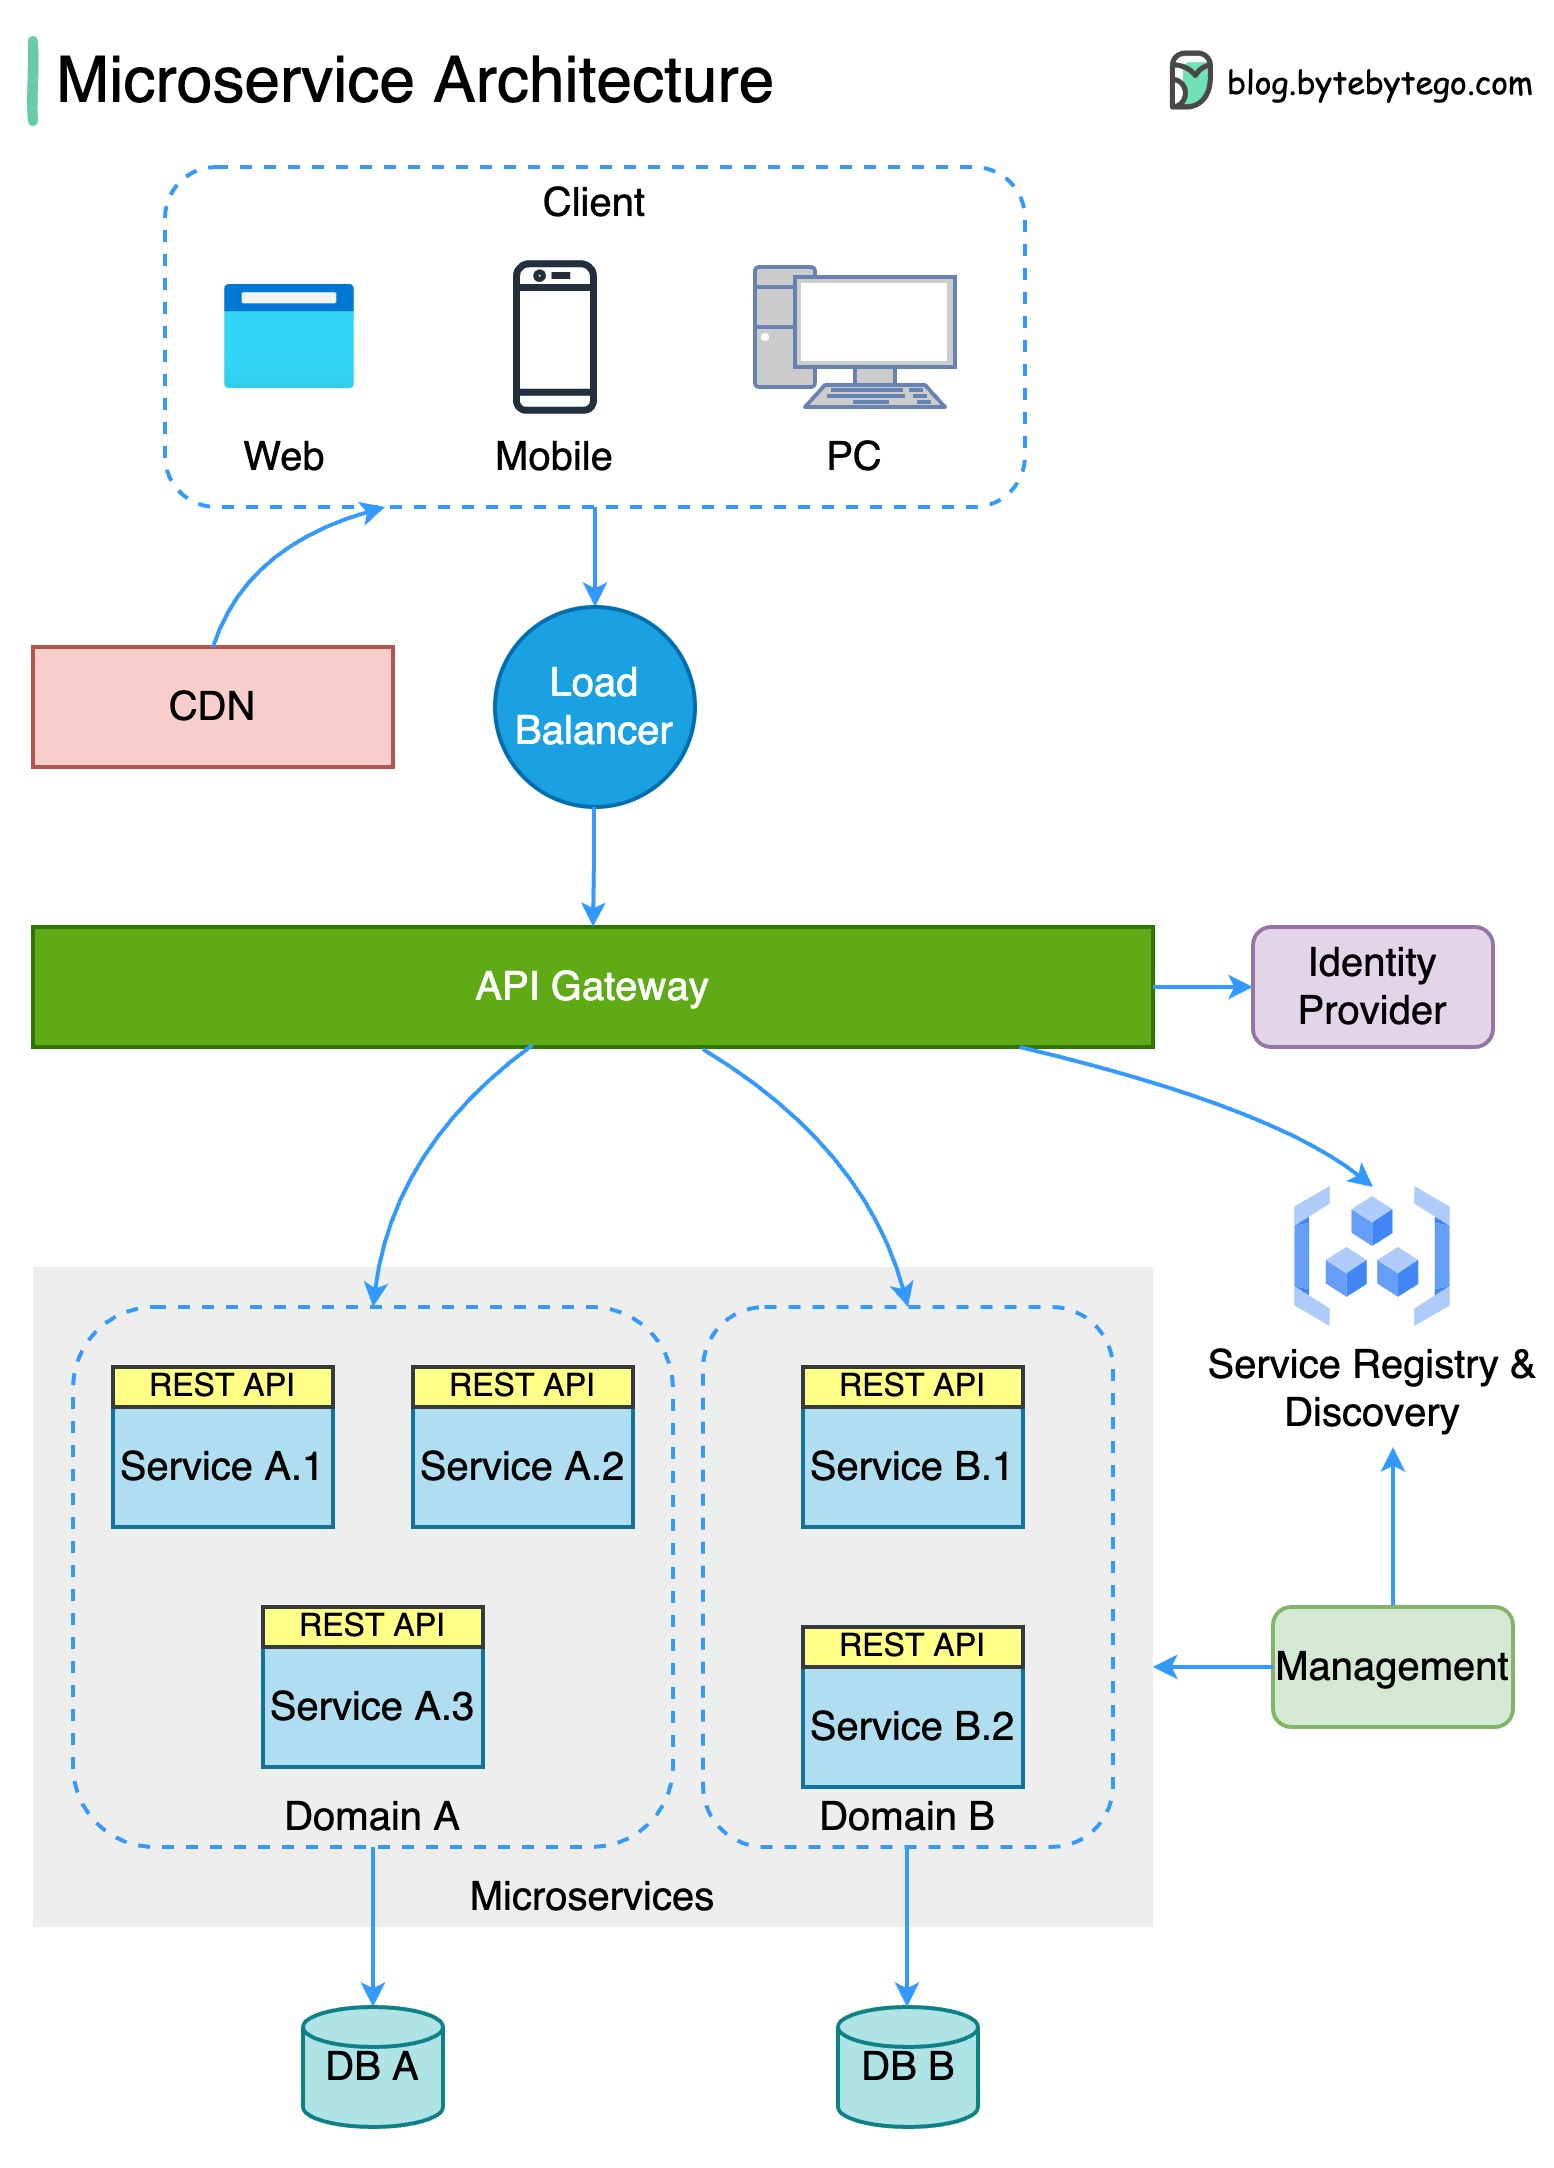 Microservice Architecture
blog.bytebytego.com
Client
Web
Mobile
PC
CDN
Load
Balancer
API Gateway
Identity
Provider
REST API
Service A.1
REST API
Service A.2
REST API
Service A.3
Domain A
REST API
Service B.1
REST API
Service B.2
Domain B
Microservices
Service Registry &
Discovery
Management
DB A
DB B